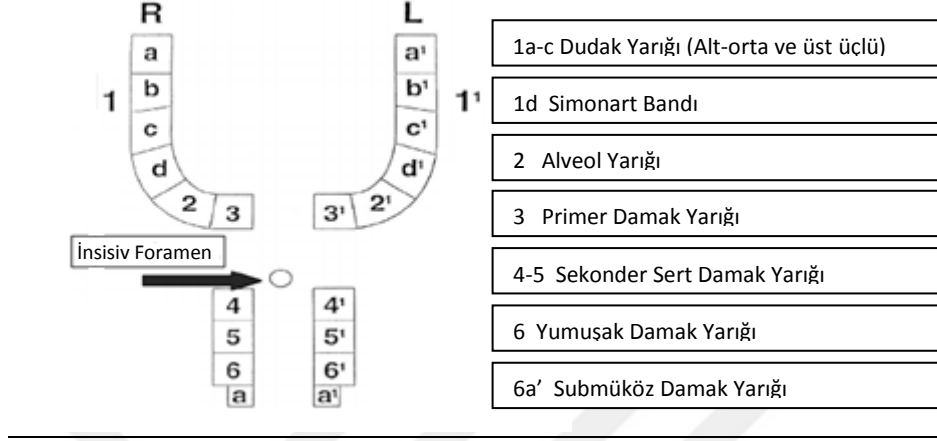 R L
a a¹
1 b b¹ 1¹
c c¹
d d¹
2 3 3¹ 2¹
İnsisiv Foramen
4 4¹
5 5¹
6 6¹
a a¹
1a-c Dudak Yarığı (Alt-orta ve üst üçlü)
1d Simonart Bandı
2 Alveol Yarığı
3 Primer Damak Yarığı
4-5 Sekonder Sert Damak Yarığı
6 Yumuşak Damak Yarığı
6a’ Submüköz Damak Yarığı